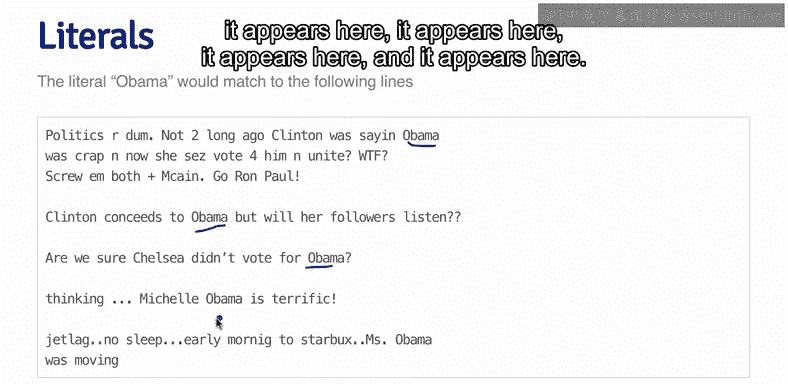 Literals
it appears here, it appears here,
it appears here, and it appears here.
The literal “Obama” would match to the following lines
Politics r dum. Not 2 long ago Clinton was sayin Obama
was crap n now she sez vote 4 him n unite? WTF?
Screw em both + Mcain. Go Ron Paul!
Clinton conceeds to Obama but will her followers listen??
Are we sure Chelsea didn’t vote for Obama?
thinking ... Michelle Obama is terrific!
jetlag..no sleep...early mornig to starbux..Ms. Obama
was moving